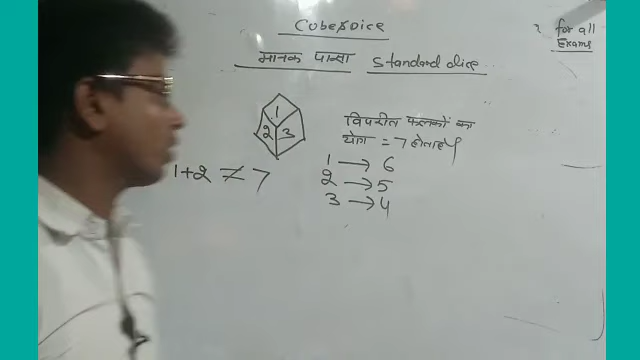 Cube & Dice
for all
Exams
मानक पासा Standard dice
1
2 3
विपरीत फलकों का
योग = 7 होता है
1 → 6
1+2 ≠ 7
2 → 5
3 → 4